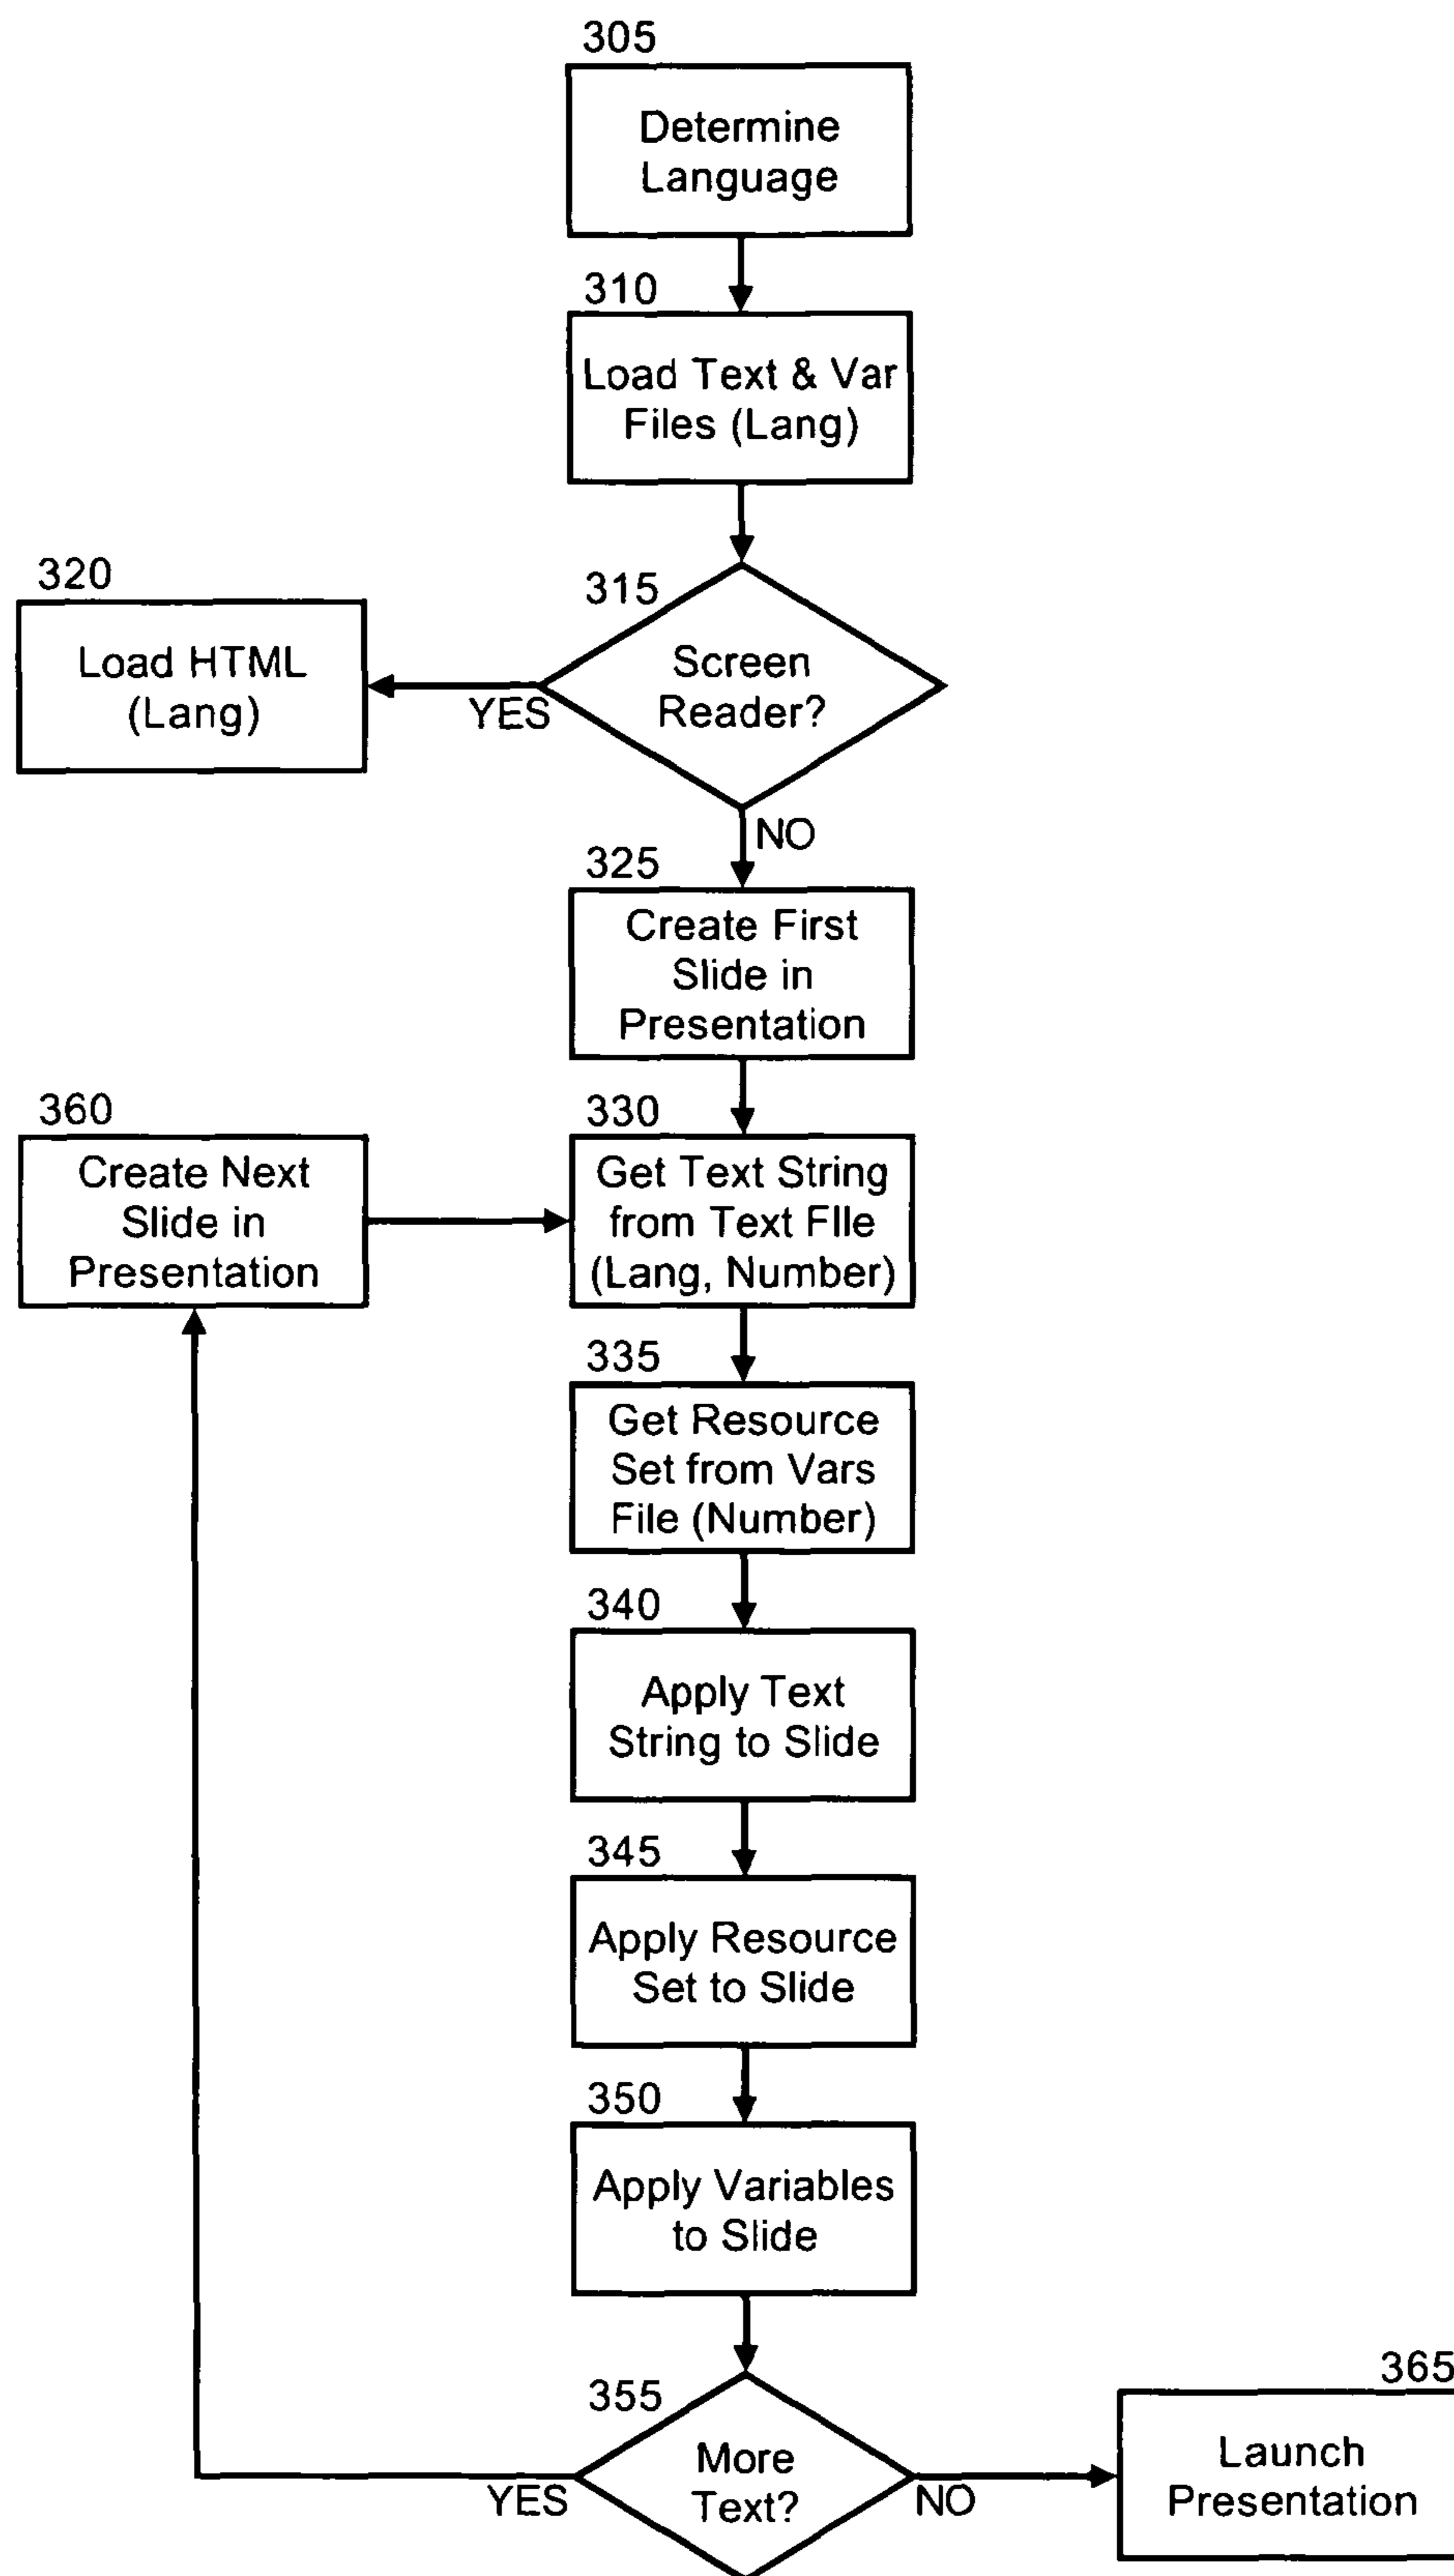 305
Determine
Language
310
Load Text & Var
Files (Lang)
320
Load HTML
(Lang)
315
Screen
Reader?
YES
NO
325
Create First
Slide in
Presentation
360
Create Next
Slide in
Presentation
330
Get Text String
from Text FIle
(Lang, Number)
335
Get Resource
Set from Vars
File (Number)
340
Apply Text
String to Slide
345
Apply Resource
Set to Slide
350
Apply Variables
to Slide
355
More
Text?
YES
NO
365
Launch
Presentation